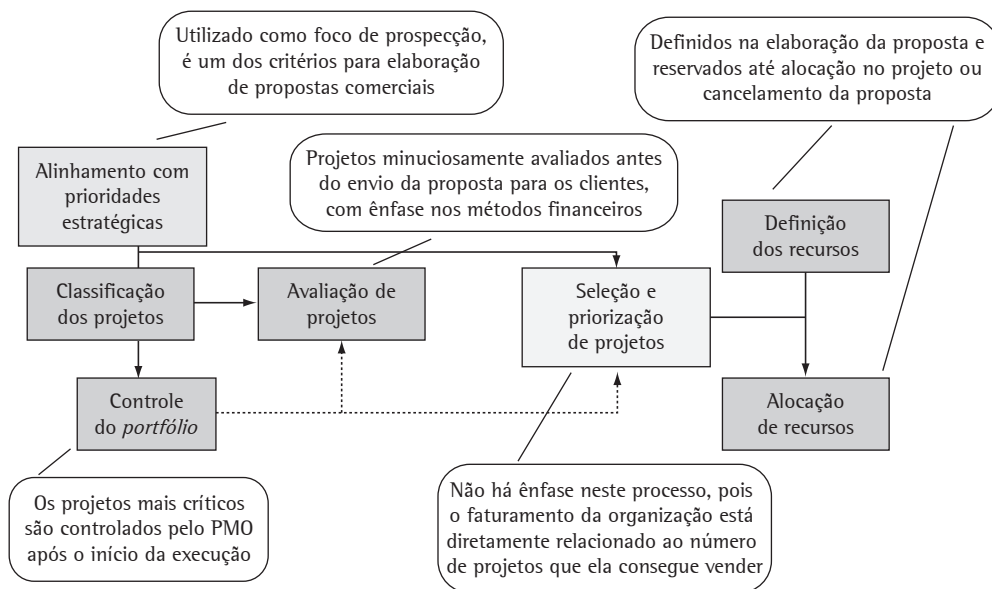 Utilizado como foco de prospecção,
é um dos critérios para elaboração
de propostas comerciais
Definidos na elaboração da proposta e
reservados até alocação no projeto ou
cancelamento da proposta
Alinhamento com
prioridades
estratégicas
Projetos minuciosamente avaliados antes
do envio da proposta para os clientes,
com ênfase nos métodos financeiros
Definição
dos recursos
Classificação
dos projetos
Avaliação de
projetos
Seleção e
priorização
de projetos
Controle
do portfólio
Alocação
de recursos
Os projetos mais críticos
são controlados pelo PMO
após o início da execução
Não há ênfase neste processo, pois
o faturamento da organização está
diretamente relacionado ao número
de projetos que ela consegue vender